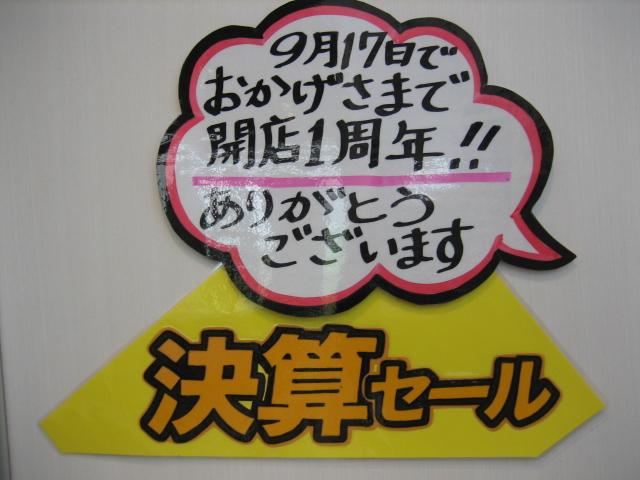 9月17日で
おかげさまで
開店1周年!!
ありがとう
ございます
決算セール